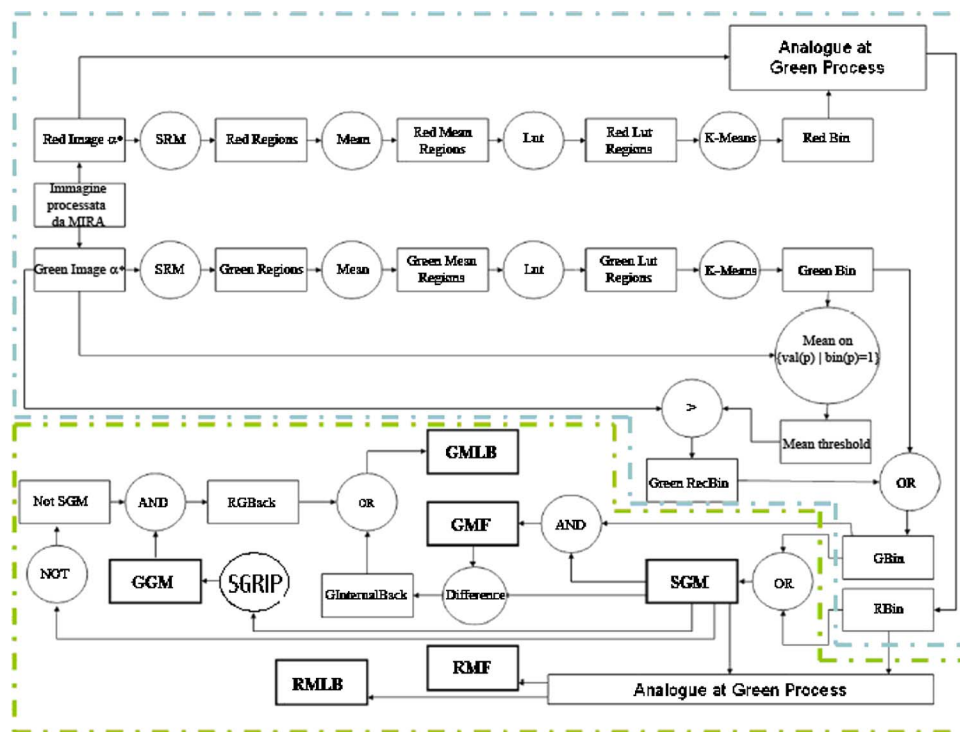 Analogue at
Green Process
Red Image α*
SRM
Red Regions
Mean
Red Mean
Regions
Lut
Red Lut
Regions
K-Means
Red Bin
Immagine
processata
da MIRA
Green Image α*
SRM
Green Regions
Mean
Green Mean
Regions
Lut
Green Lut
Regions
K-Means
Green Bin
Mean on
{val(p) | bin(p)=1}
>
Mean threshold
GMLB
Green RecBin
OR
Not SGM
AND
RGBack
OR
GMF
AND
NOT
GGM
SGRIP
GInternalBack
Difference
SGM
OR
GBin
RBin
RMLB
RMF
Analogue at Green Process